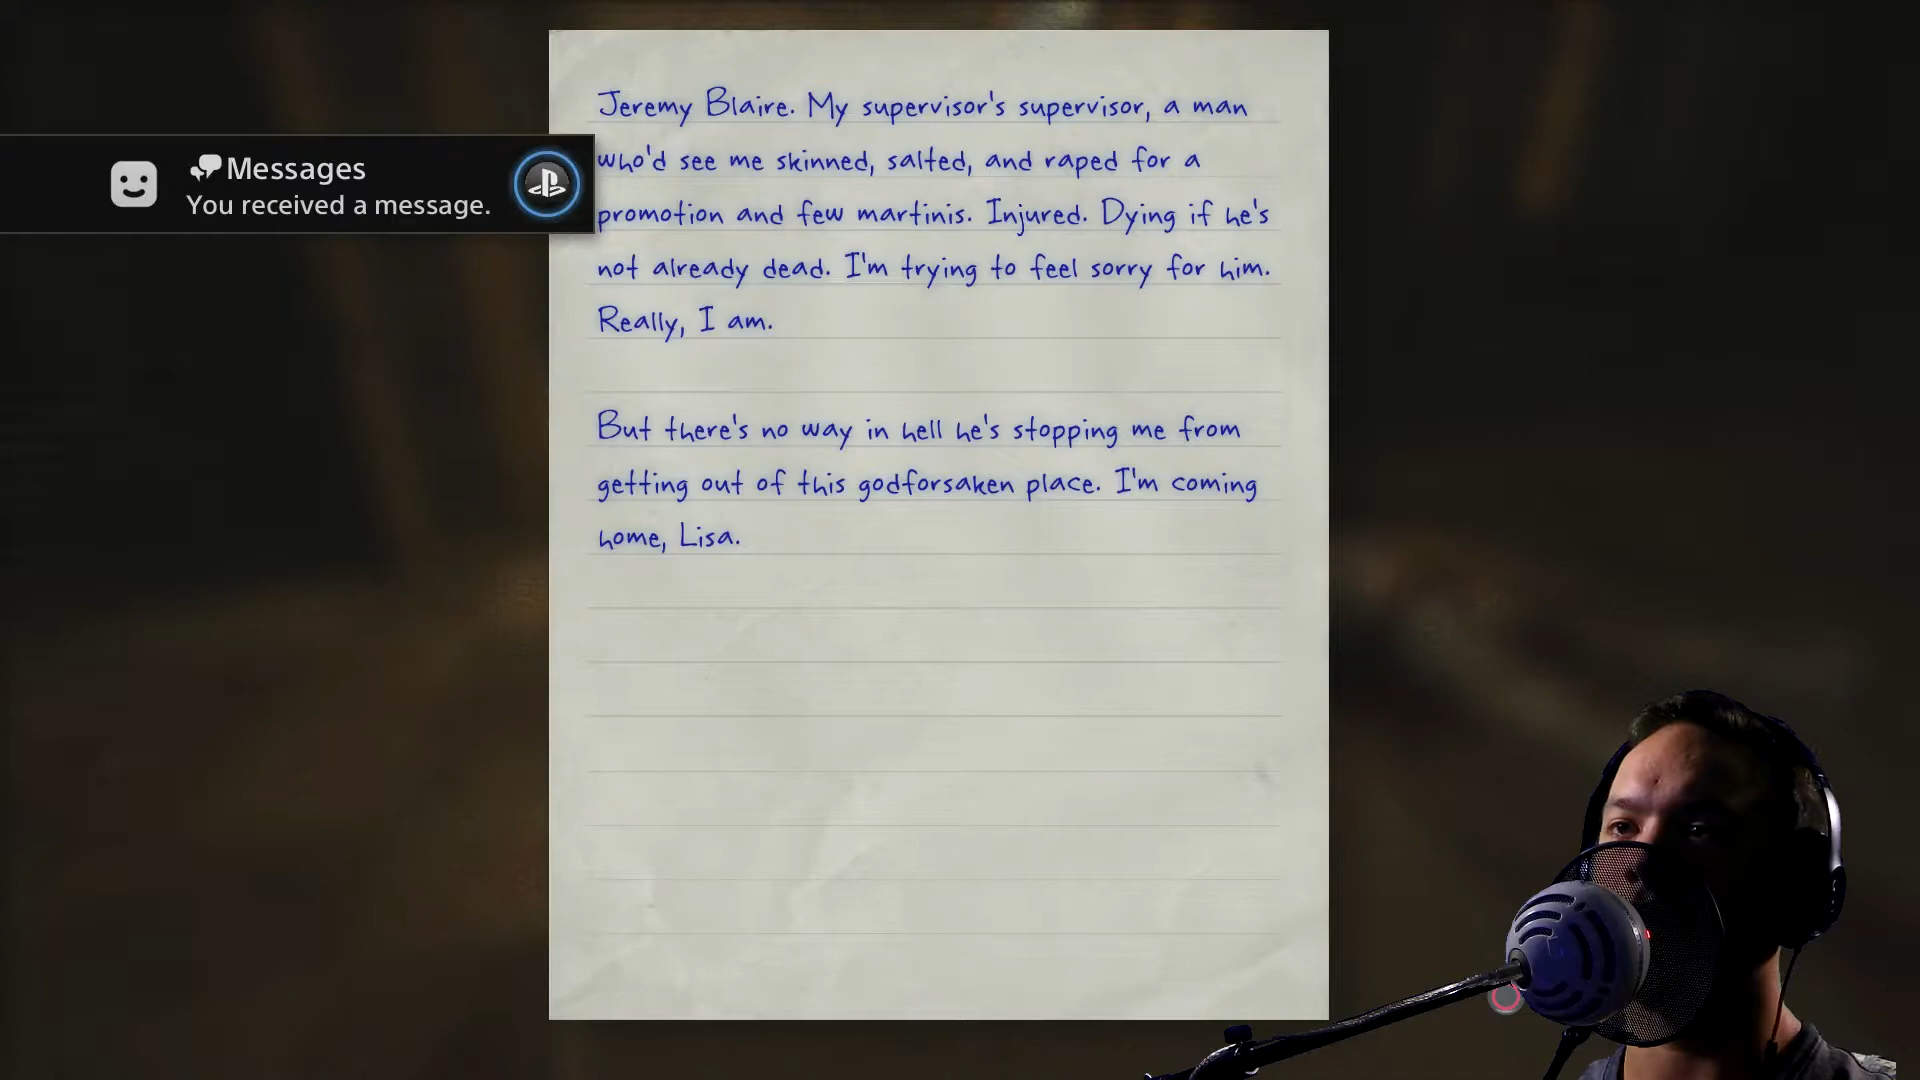 Jeremy Blaire. My supervisor's supervisor, a man
who'd see me skinned, salted, and raped for a
promotion and few martinis. Injured. Dying if he's
not already dead. I'm trying to feel sorry for him.
Really, I am.
But there's no way in hell he's stopping me from
getting out of this godforsaken place. I'm coming
home, Lisa.
Messages
You received a message.